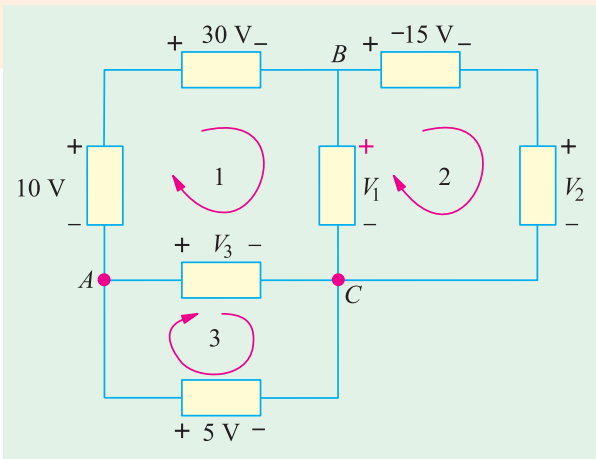 + 30 V –
B
+ –15 V –
+
10 V
–
1
+
V1
–
2
+
V2
–
A
+ V3 –
C
3
+ 5 V –